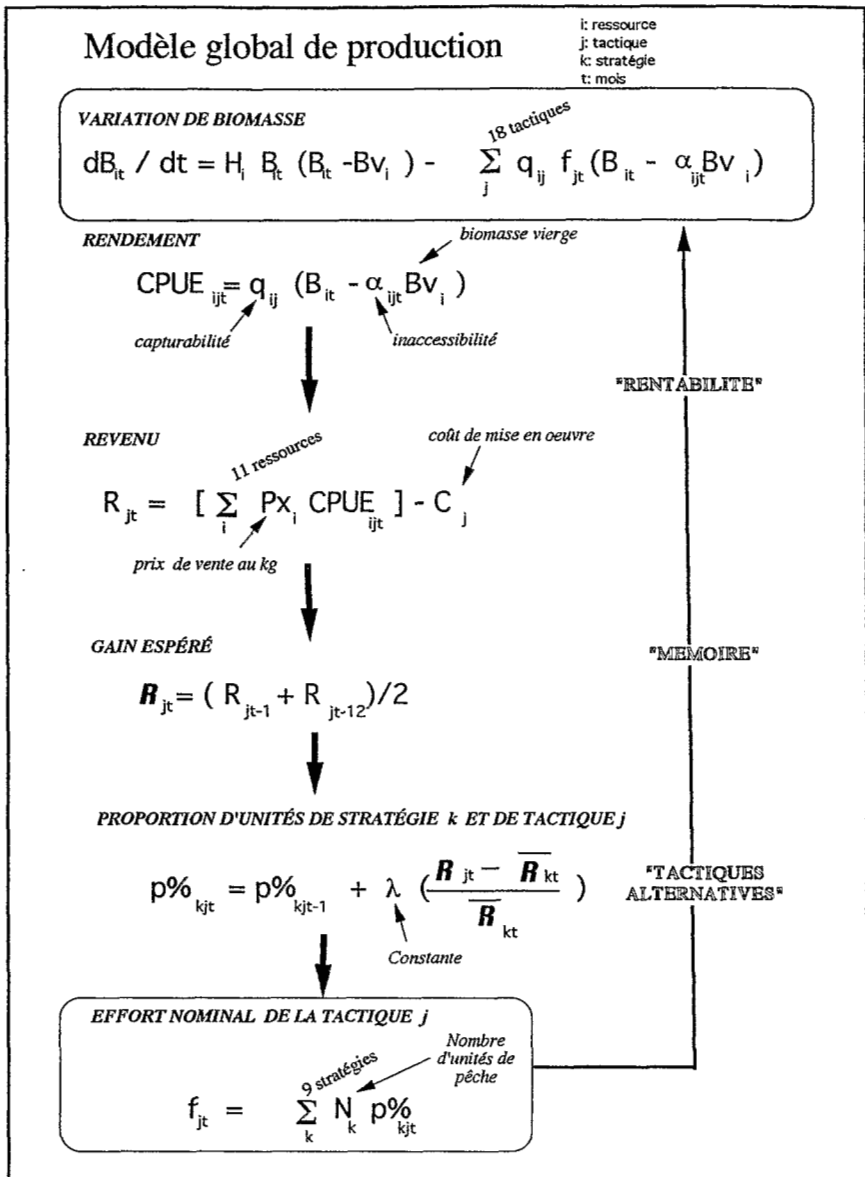 Modèle global de production
i: ressource
j: tactique
k: stratégie
t: mois
VARIATION DE BIOMASSE
18 tactiques
dB_it / dt = H_i B_it (B_it - Bv_i) - Σ_j q_ij f_jt (B_it - α_ijt Bv_i)
RENDEMENT
biomasse vierge
CPUE_ijt = q_ij (B_it - α_ijt Bv_i)
capturabilité
inaccessibilité
"RENTABILITE"
REVENU
11 ressources
coût de mise en oeuvre
R_jt = [ Σ_i Px_i CPUE_ijt ] - C_j
prix de vente au kg
GAIN ESPÉRÉ
"MEMOIRE"
R_jt = ( R_jt-1 + R_jt-12)/2
PROPORTION D'UNITÉS DE STRATÉGIE k ET DE TACTIQUE j
p%_kjt = p%_kjt-1 + λ ( (R_jt - R̅_kt) / R̅_kt )
"TACTIQUES
ALTERNATIVES"
Constante
EFFORT NOMINAL DE LA TACTIQUE j
9 stratégies
Nombre
d'unités de
pêche
f_jt = Σ_k N_k p%_kjt